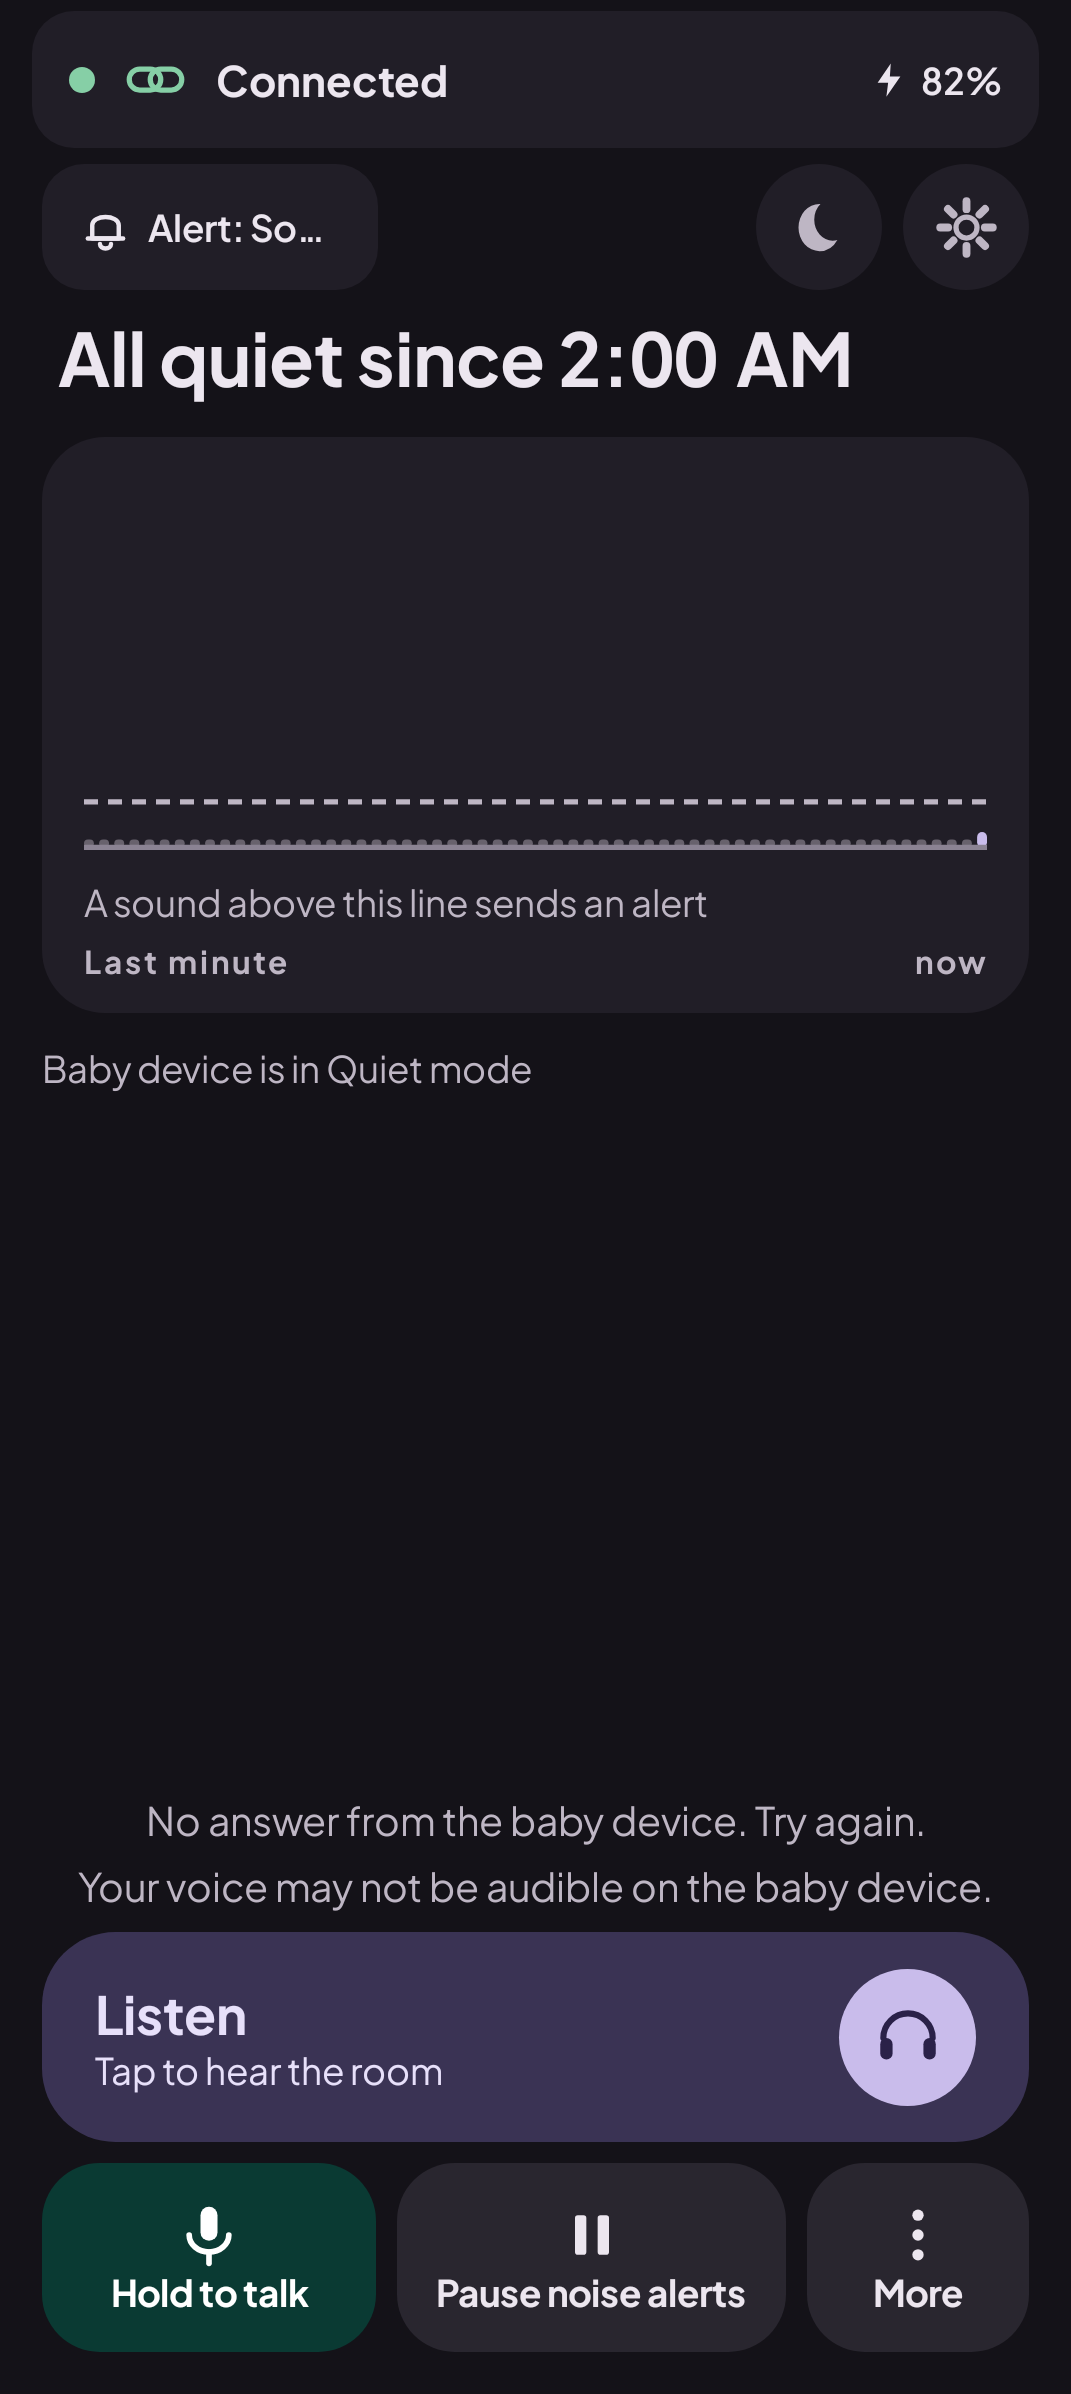 Connected
82%
Alert: So...
All quiet since 2:00 AM
A sound above this line sends an alert
Last minute
now
Baby device is in Quiet mode
No answer from the baby device. Try again.
Your voice may not be audible on the baby device.
Listen
Tap to hear the room
Hold to talk
Pause noise alerts
More